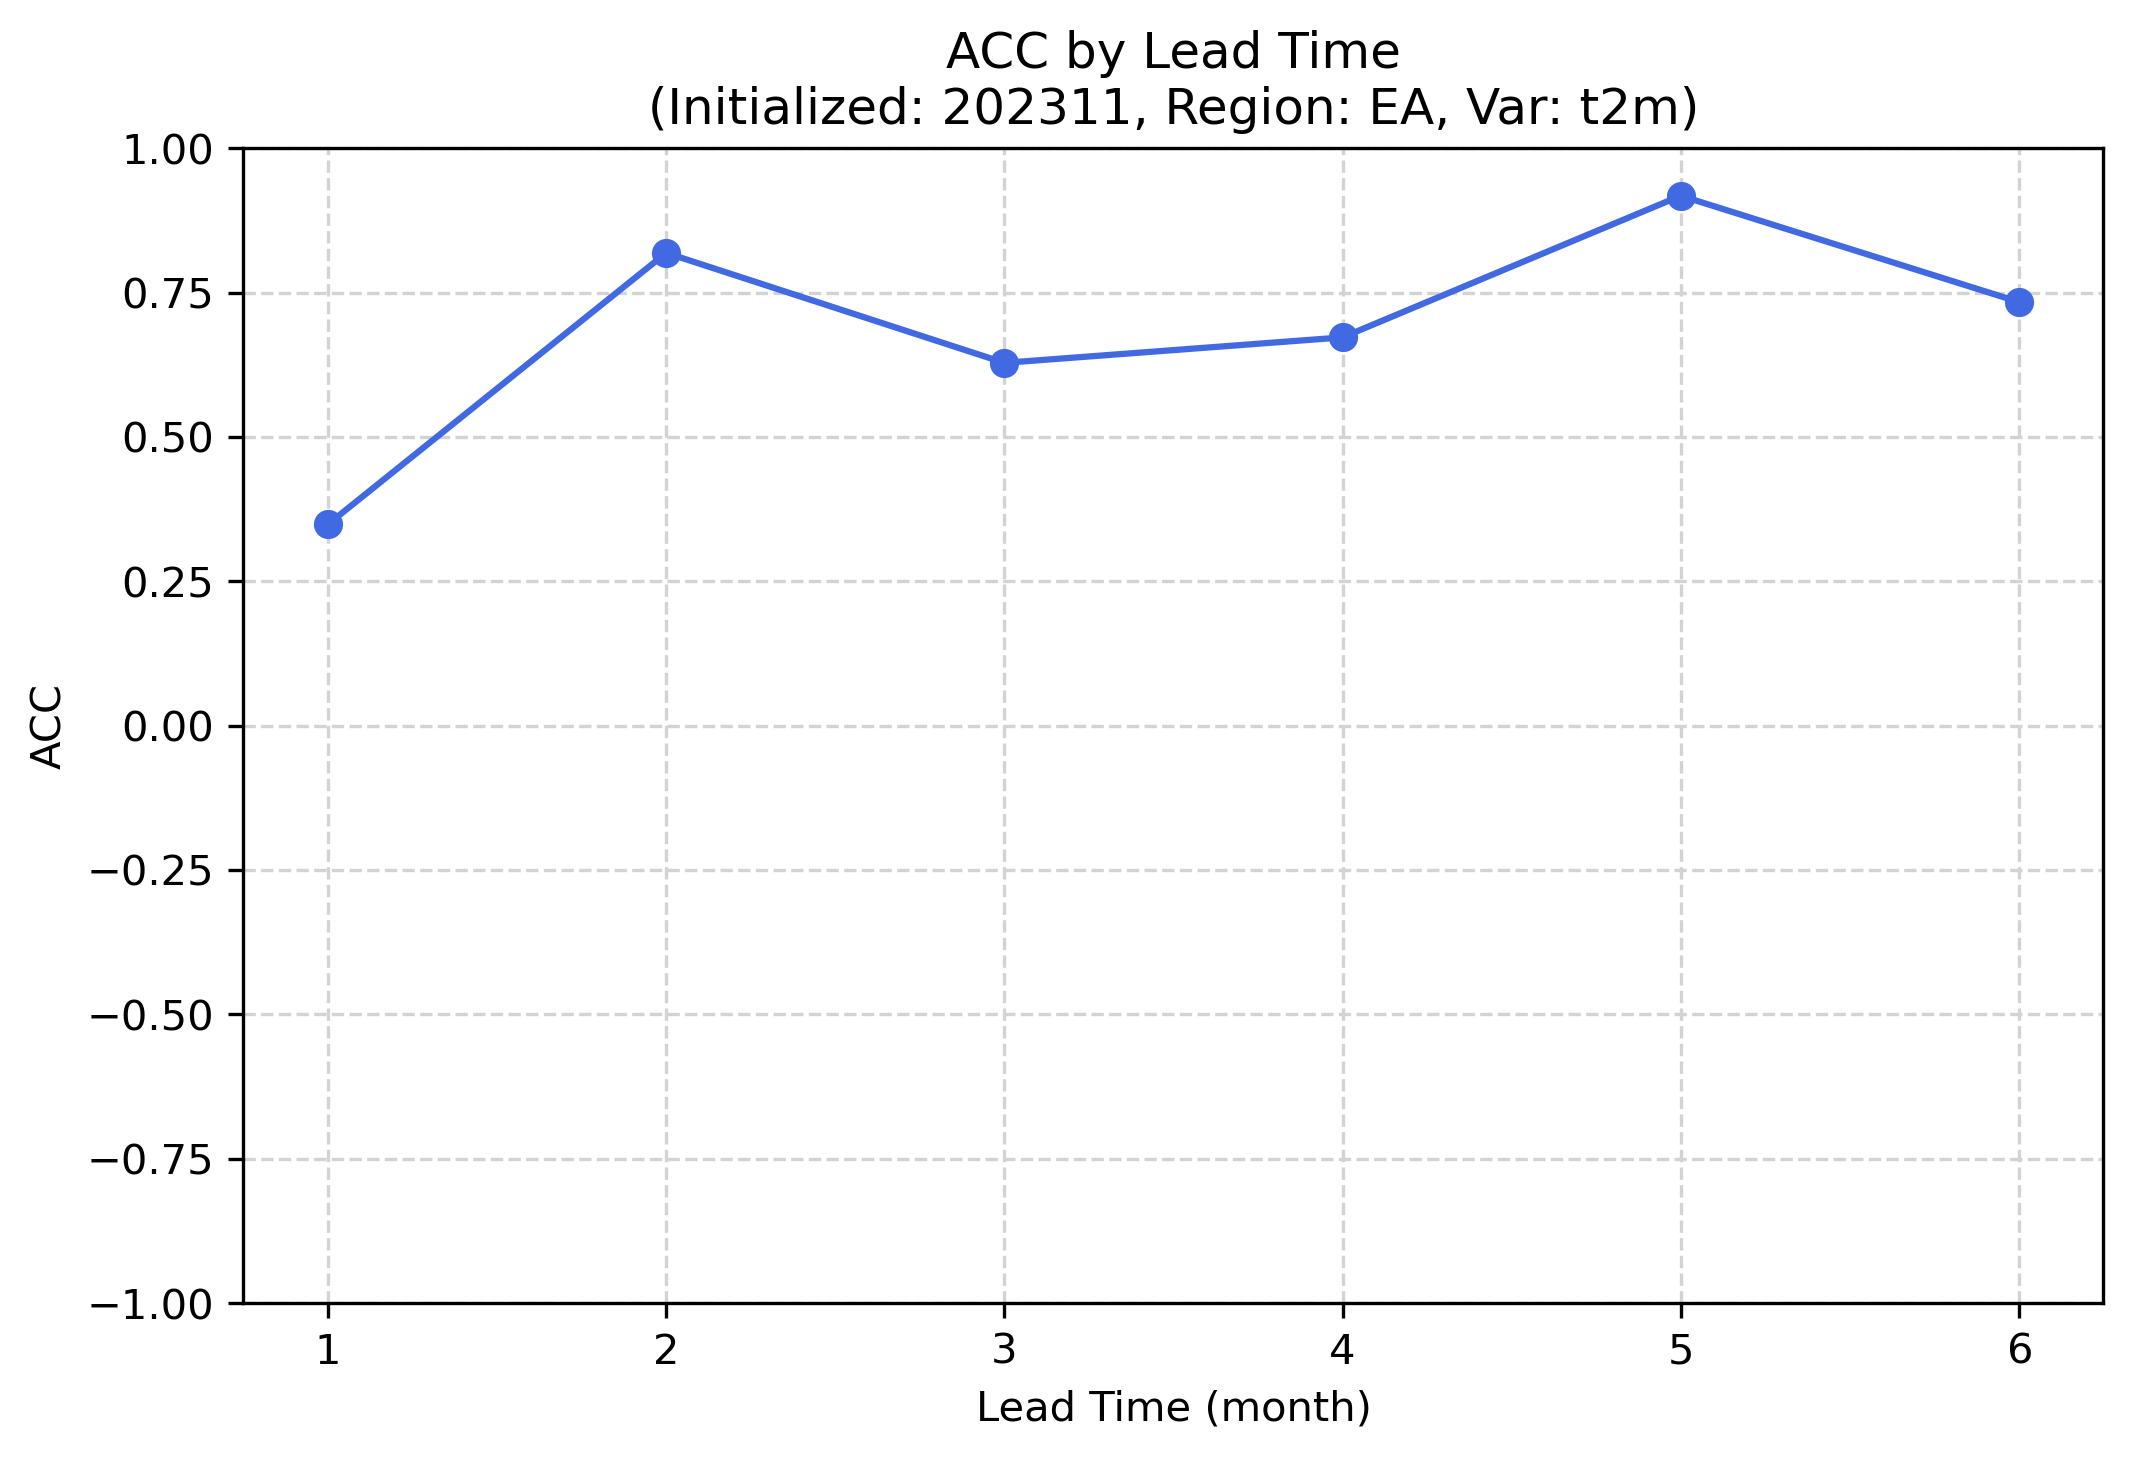 ACC by Lead Time
(Initialized: 202311, Region: EA, Var: t2m)
1.00
0.75
0.50
0.25
0.00
−0.25
−0.50
−0.75
−1.00
ACC
1 2 3 4 5 6
Lead Time (month)